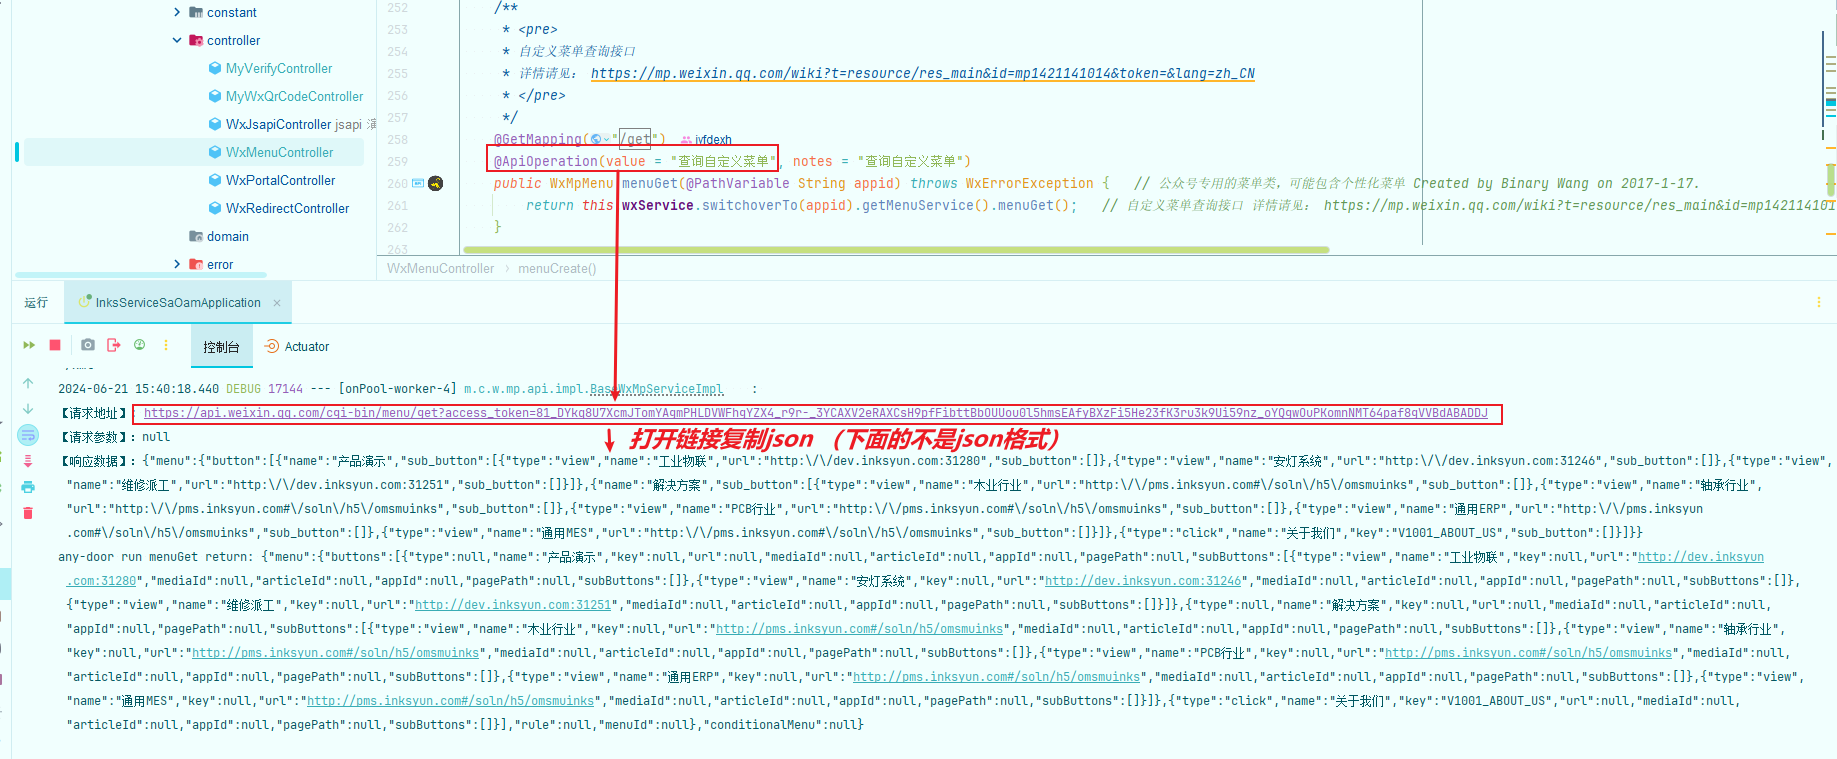 constant
controller
MyVerifyController
MyWxQrCodeController
WxJsapiController jsapi 演
WxMenuController
WxPortalController
WxRedirectController
domain
error
252 /**
253 * <pre>
254 * 自定义菜单查询接口
255 * 详情请见： https://mp.weixin.qq.com/wiki?t=resource/res_main&id=mp1421141014&token=&lang=zh_CN
256 * </pre>
257 */
258 @GetMapping("/get") ivfdexh
259 @ApiOperation(value = "查询自定义菜单", notes = "查询自定义菜单")
260 public WxMpMenu menuGet(@PathVariable String appid) throws WxErrorException { // 公众号专用的菜单类，可能包含个性化菜单 Created by Binary Wang on 2017-1-17.
261 return this.wxService.switchoverTo(appid).getMenuService().menuGet(); // 自定义菜单查询接口 详情请见： https://mp.weixin.qq.com/wiki?t=resource/res_main&id=mp142114101
262 }
263
WxMenuController › menuCreate()
运行 InksServiceSaOamApplication ×
控制台 Actuator
2024-06-21 15:40:18.440 DEBUG 17144 --- [onPool-worker-4] m.c.w.mp.api.impl.BaseWxMpServiceImpl :
【请求地址】: https://api.weixin.qq.com/cgi-bin/menu/get?access_token=81_DYkq8U7XcmJTomYAqmPHLDVWFhqYZX4_r9r-_3YCAXV2eRAXCsH9pfFibttBbOUUou0l5hmsEAfyBXzFi5He23fK3ru3k9Ui59nz_oYQqwOuPKomnNMT64paf8qVVBdABADDJ
【请求参数】：null
打开链接复制json （下面的不是json格式）
【响应数据】：{"menu":{"button":[{"name":"产品演示","sub_button":[{"type":"view","name":"工业物联","url":"http:\/\/dev.inksyun.com:31280","sub_button":[]},{"type":"view","name":"安灯系统","url":"http:\/\/dev.inksyun.com:31246","sub_button":[]},{"type":"view",
"name":"维修派工","url":"http:\/\/dev.inksyun.com:31251","sub_button":[]}]},{"name":"解决方案","sub_button":[{"type":"view","name":"木业行业","url":"http:\/\/pms.inksyun.com#\/soln\/h5\/omsmuinks","sub_button":[]},{"type":"view","name":"轴承行业",
"url":"http:\/\/pms.inksyun.com#\/soln\/h5\/omsmuinks","sub_button":[]},{"type":"view","name":"PCB行业","url":"http:\/\/pms.inksyun.com#\/soln\/h5\/omsmuinks","sub_button":[]},{"type":"view","name":"通用ERP","url":"http:\/\/pms.inksyun
.com#\/soln\/h5\/omsmuinks","sub_button":[]},{"type":"view","name":"通用MES","url":"http:\/\/pms.inksyun.com#\/soln\/h5\/omsmuinks","sub_button":[]}]},{"type":"click","name":"关于我们","key":"V1001_ABOUT_US","sub_button":[]}]}}
any-door run menuGet return: {"menu":{"buttons":[{"type":null,"name":"产品演示","key":null,"url":null,"mediaId":null,"articleId":null,"appId":null,"pagePath":null,"subButtons":[{"type":"view","name":"工业物联","key":null,"url":"http://dev.inksyun
.com:31280","mediaId":null,"articleId":null,"appId":null,"pagePath":null,"subButtons":[]},{"type":"view","name":"安灯系统","key":null,"url":"http://dev.inksyun.com:31246","mediaId":null,"articleId":null,"appId":null,"pagePath":null,"subButtons":[]},
{"type":"view","name":"维修派工","key":null,"url":"http://dev.inksyun.com:31251","mediaId":null,"articleId":null,"appId":null,"pagePath":null,"subButtons":[]}]},{"type":null,"name":"解决方案","key":null,"url":null,"mediaId":null,"articleId":null,
"appId":null,"pagePath":null,"subButtons":[{"type":"view","name":"木业行业","key":null,"url":"http://pms.inksyun.com#/soln/h5/omsmuinks","mediaId":null,"articleId":null,"appId":null,"pagePath":null,"subButtons":[]},{"type":"view","name":"轴承行业",
"key":null,"url":"http://pms.inksyun.com#/soln/h5/omsmuinks","mediaId":null,"articleId":null,"appId":null,"pagePath":null,"subButtons":[]},{"type":"view","name":"PCB行业","key":null,"url":"http://pms.inksyun.com#/soln/h5/omsmuinks","mediaId":null,
"articleId":null,"appId":null,"pagePath":null,"subButtons":[]},{"type":"view","name":"通用ERP","key":null,"url":"http://pms.inksyun.com#/soln/h5/omsmuinks","mediaId":null,"articleId":null,"appId":null,"pagePath":null,"subButtons":[]},{"type":"view",
"name":"通用MES","key":null,"url":"http://pms.inksyun.com#/soln/h5/omsmuinks","mediaId":null,"articleId":null,"appId":null,"pagePath":null,"subButtons":[]}]},{"type":"click","name":"关于我们","key":"V1001_ABOUT_US","url":null,"mediaId":null,
"articleId":null,"appId":null,"pagePath":null,"subButtons":[]}],"rule":null,"menuId":null},"conditionalMenu":null}